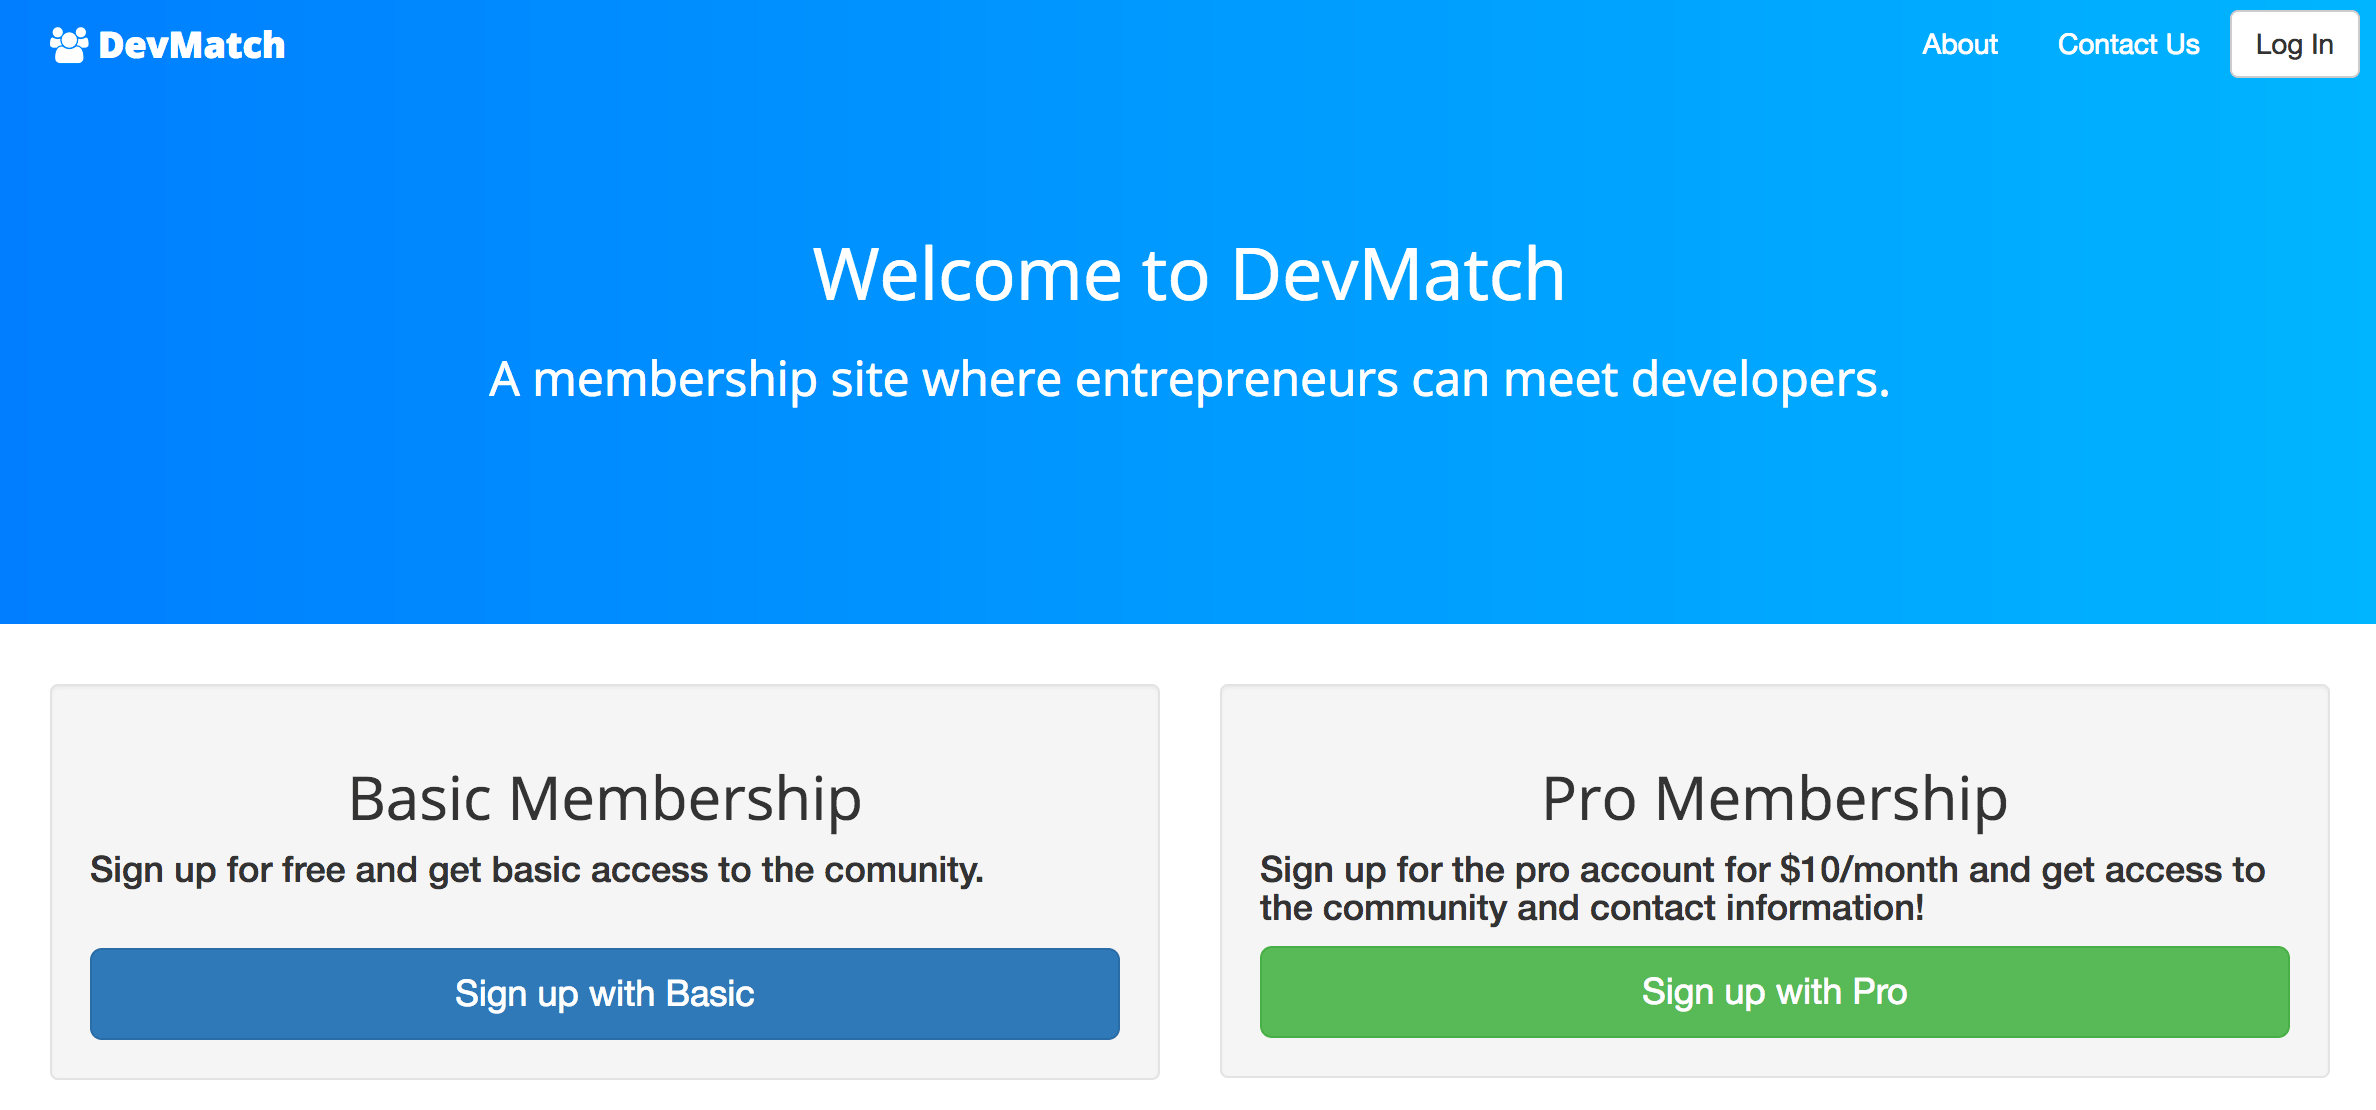 DevMatch
About
Contact Us
Log In
Welcome to DevMatch
A membership site where entrepreneurs can meet developers.
Basic Membership
Sign up for free and get basic access to the comunity.
Sign up with Basic
Pro Membership
Sign up for the pro account for $10/month and get access to
the community and contact information!
Sign up with Pro